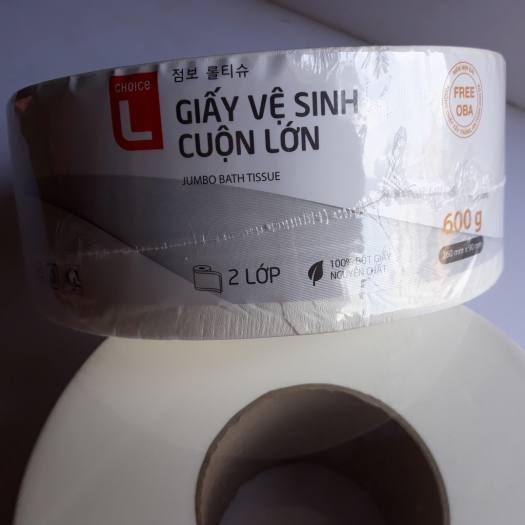 CHOICE
L
점보 롤티슈
GIẤY VỆ SINH
CUỘN LỚN
JUMBO BATH TISSUE
FREE
OBA
600 g
2 LỚP
100% BỘT GIẤY
NGUYÊN CHẤT